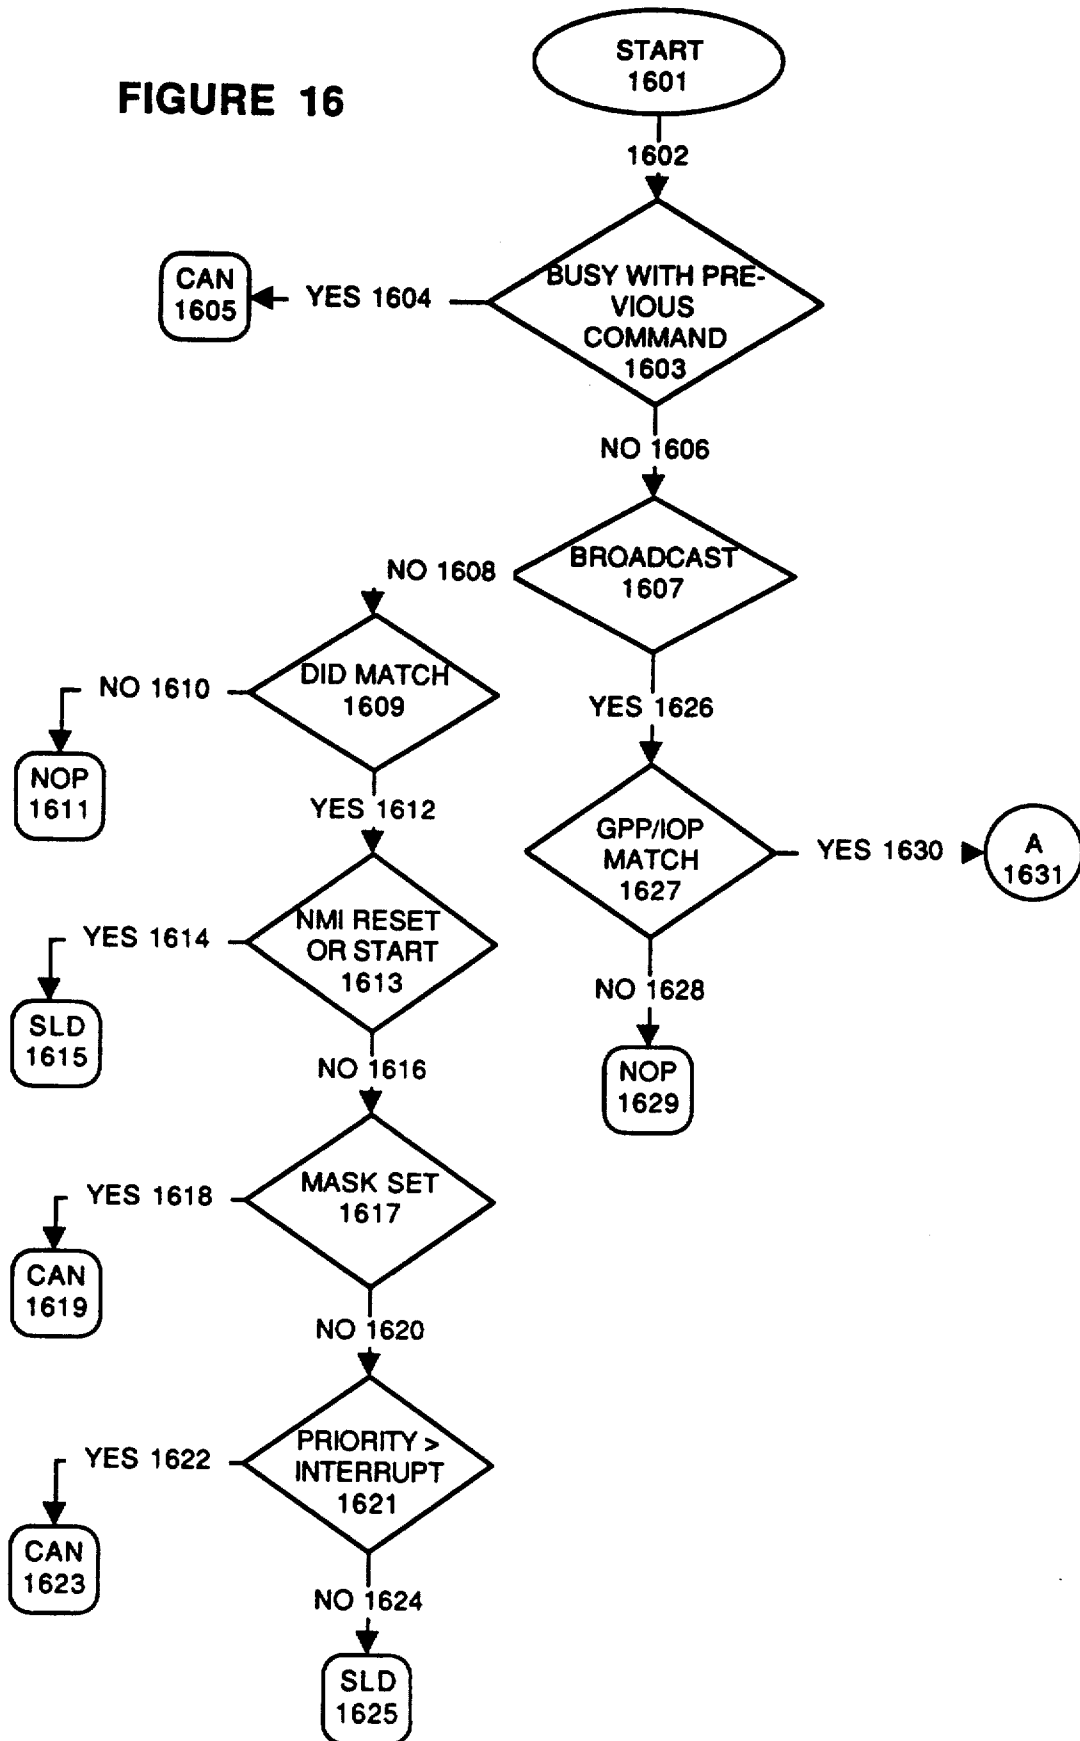 FIGURE 16
START
1601
1602
BUSY WITH PRE-
VIOUS
COMMAND
1603
YES 1604
CAN
1605
NO 1606
BROADCAST
1607
NO 1608
DID MATCH
1609
NO 1610
NOP
1611
YES 1612
NMI RESET
OR START
1613
YES 1614
SLD
1615
NO 1616
MASK SET
1617
YES 1618
CAN
1619
NO 1620
PRIORITY >
INTERRUPT
1621
YES 1622
CAN
1623
NO 1624
SLD
1625
YES 1626
GPP/IOP
MATCH
1627
YES 1630
A
1631
NO 1628
NOP
1629